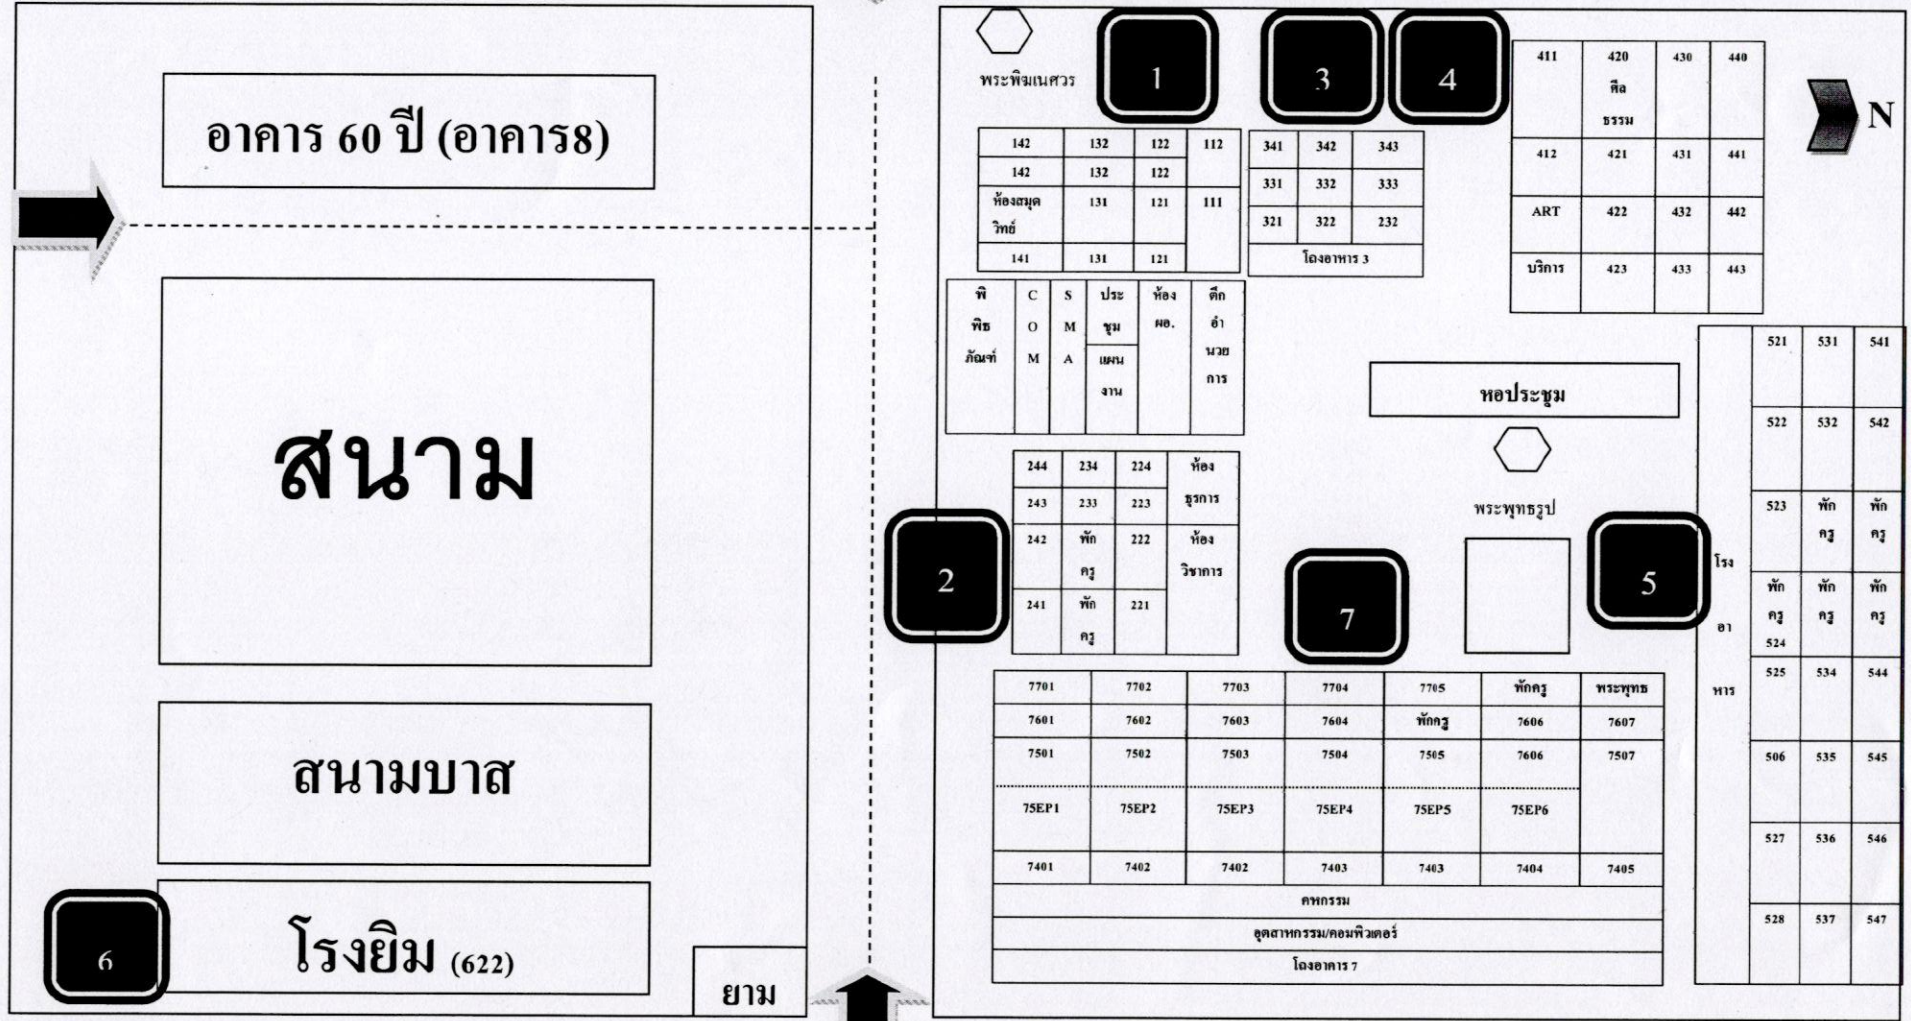 อาคาร 60 ปี (อาคาร8)
สนาม
สนามบาส
6
โรงยิม (622)
ยาม
พระพิฆเนศวร
1
3
4
N
142 132 122 112
142 132 122
ห้องสมุด 131 121 111
วิทย์
141 131 121
341 342 343
331 332 333
321 322 232
โถงอาหาร 3
411 420 430 440
ศีล
ธรรม
412 421 431 441
ART 422 432 442
บริการ 423 433 443
พิ C S ประ ห้อง ตึก
พิธ O M ชุม ผอ. อำ
ภัณฑ์ M A แผน นวย
งาน การ
หอประชุม
พระพุทธรูป
2
244 234 224 ห้อง
ธุรการ
243 233 223
242 พัก 222 ห้อง
ครู วิชาการ
241 พัก 221
ครู
7
5
โรง
อา
หาร
521 531 541
522 532 542
523 พัก พัก
ครู ครู
พัก พัก พัก
ครู ครู ครู
524
525 534 544
506 535 545
527 536 546
528 537 547
7701 7702 7703 7704 7705 พักครู พระพุทธ
7601 7602 7603 7604 พักครู 7606 7607
7501 7502 7503 7504 7505 7606 7507
75EP1 75EP2 75EP3 75EP4 75EP5 75EP6
7401 7402 7402 7403 7403 7404 7405
คหกรรม
อุตสาหกรรม/คอมพิวเตอร์
โถงอาคาร 7